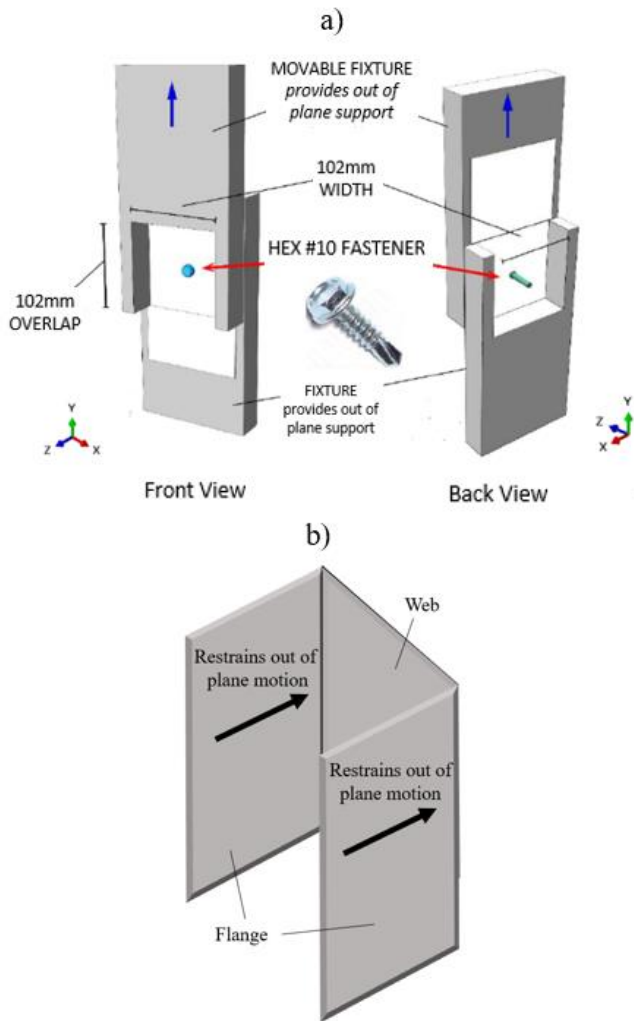 a)
MOVABLE FIXTURE
provides out of
plane support
102mm
WIDTH
HEX #10 FASTENER
102mm
OVERLAP
FIXTURE
provides out of
plane support
Y
Z
X
Y
Z
X
Front View
Back View
b)
Web
Restrains out of
plane motion
Restrains out of
plane motion
Flange